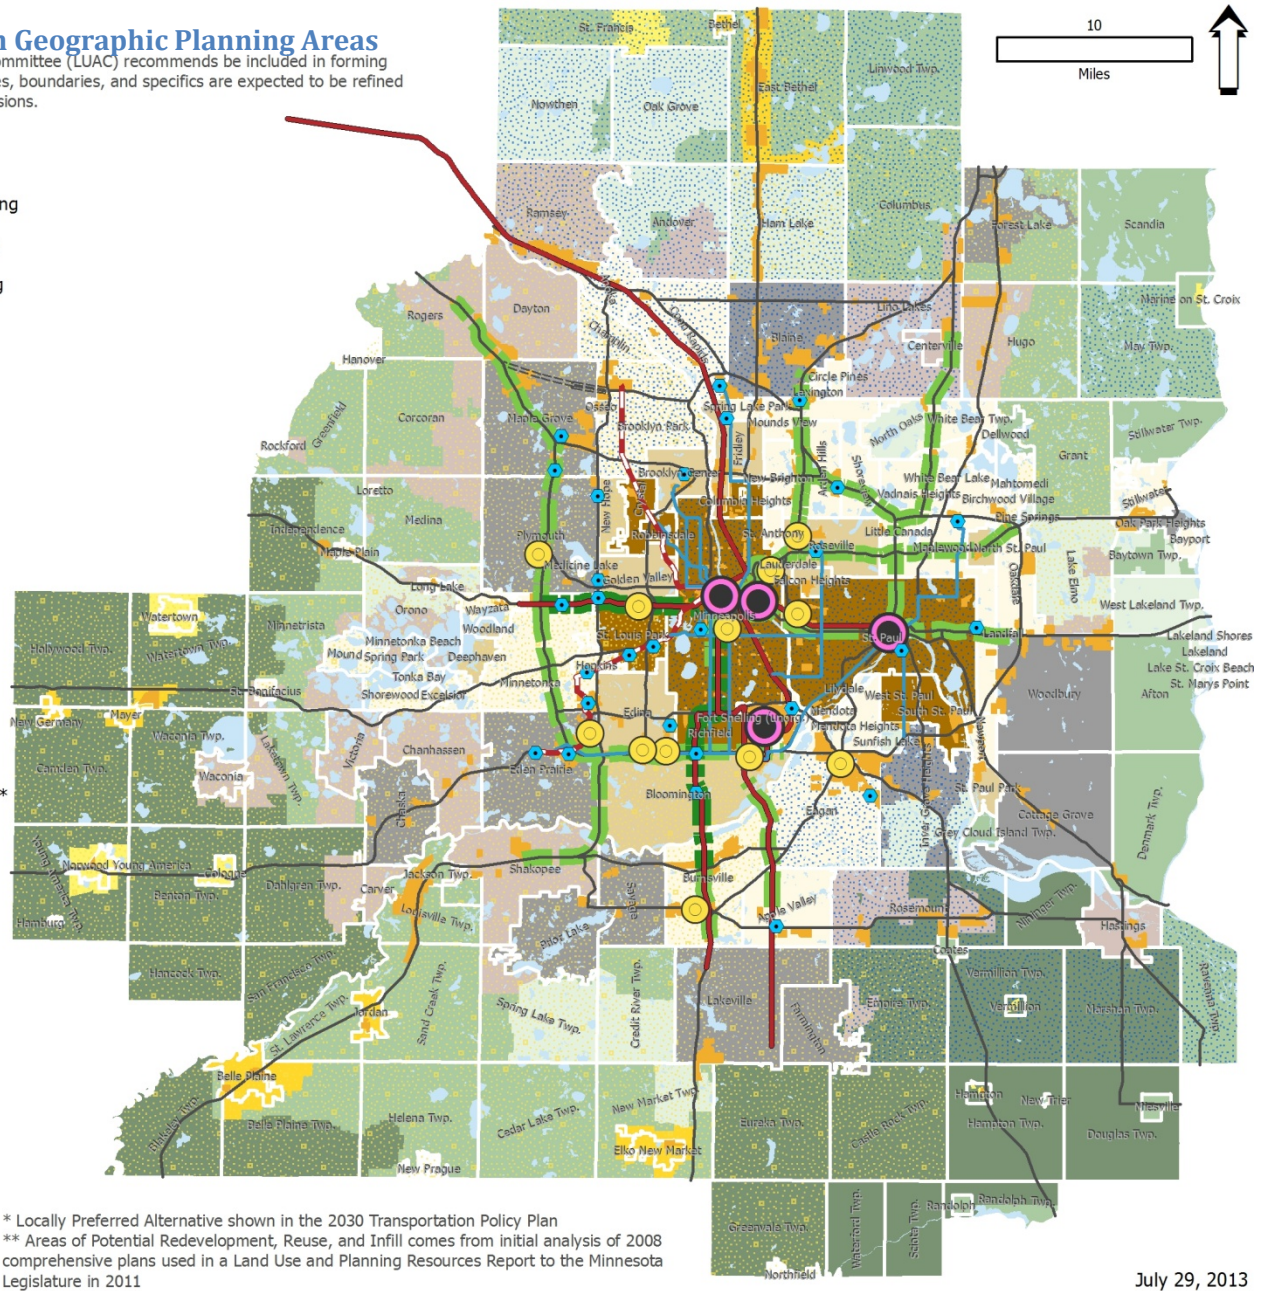 n Geographic Planning Areas
ommittee (LUAC) recommends be included in forming
es, boundaries, and specifics are expected to be refined
sions.
10
Miles
ng
g
*
St. Francis
Bethel
Linwood Twp.
Nowthen
Oak Grove
East Bethel
Ramsey
Andover
Ham Lake
Columbus
Forest Lake
Scandia
Marine on St. Croix
Rogers
Dayton
Anoka
Champlin
Coon Rapids
Blaine
Lino Lakes
Centerville
Hugo
May Twp.
Hanover
Circle Pines
Lexington
Greenfield
Corcoran
Maple Grove
Osseo
Brooklyn Park
Spring Lake Park
Mounds View
North Oaks
White Bear Twp.
Dellwood
Grant
Stillwater Twp.
Rockford
Fridley
Arden Hills
Shoreview
Loretto
Medina
New Hope
Crystal
Brooklyn Center
New Brighton
White Bear Lake
Mahtomedi
Vadnais Heights
Birchwood Village
Stillwater
Columbia Heights
Pine Springs
Oak Park Heights
Bayport
Independence
Maple Plain
Plymouth
Robbinsdale
St. Anthony
Roseville
Little Canada
Maplewood
North St. Paul
Baytown Twp.
Medicine Lake
Golden Valley
Lauderdale
Falcon Heights
Oakdale
Lake Elmo
Long Lake
Orono
Wayzata
West Lakeland Twp.
Watertown
Minnetrista
Woodland
Minneapolis
Hollywood Twp.
Watertown Twp.
Minnetonka Beach
St. Louis Park
St. Paul
Landfall
Lakeland Shores
Lakeland
Mound
Spring Park
Deephaven
Lake St. Croix Beach
St. Marys Point
Tonka Bay
Hopkins
St. Bonifacius
Shorewood
Excelsior
Minnetonka
Lilydale
West St. Paul
Woodbury
Afton
New Germany
Mayer
Edina
Fort Snelling (unorg.)
Mendota
South St. Paul
Waconia Twp.
Laketown Twp.
Victoria
Chanhassen
Richfield
Mendota Heights
Newport
Sunfish Lake
Camden Twp.
Waconia
Eden Prairie
Bloomington
Eagan
Inver Grove Heights
St. Paul Park
Cottage Grove
Chaska
Grey Cloud Island Twp.
Denmark Twp.
Young America Twp.
Norwood Young America
Cologne
Benton Twp.
Dahlgren Twp.
Carver
Jackson Twp.
Shakopee
Savage
Burnsville
Hamburg
Louisville Twp.
Prior Lake
Apple Valley
Rosemount
Nininger Twp.
Hastings
Coates
Hancock Twp.
San Francisco Twp.
St. Lawrence Twp.
Jordan
Sand Creek Twp.
Spring Lake Twp.
Credit River Twp.
Lakeville
Farmington
Empire Twp.
Vermillion Twp.
Vermillion
Marshan Twp.
Ravenna Twp.
Belle Plaine
Blakeley Twp.
Belle Plaine Twp.
Helena Twp.
Cedar Lake Twp.
New Market Twp.
Elko New Market
New Prague
Eureka Twp.
Castle Rock Twp.
Hampton
New Trier
Hampton Twp.
Miesville
Douglas Twp.
Greenvale Twp.
Waterford Twp.
Sciota Twp.
Randolph
Randolph Twp.
Northfield
* Locally Preferred Alternative shown in the 2030 Transportation Policy Plan
** Areas of Potential Redevelopment, Reuse, and Infill comes from initial analysis of 2008
comprehensive plans used in a Land Use and Planning Resources Report to the Minnesota
Legislature in 2011
July 29, 2013